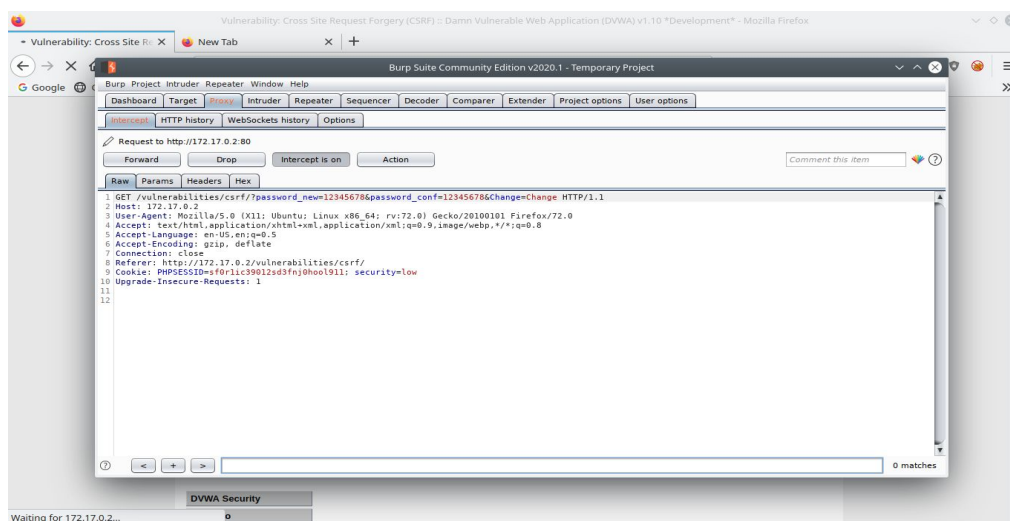 Vulnerability: Cross Site Request Forgery (CSRF) :: Damn Vulnerable Web Application (DVWA) v1.10 *Development* - Mozilla Firefox
Vulnerability: Cross Site Re
New Tab
Google
Burp Suite Community Edition v2020.1 - Temporary Project
Burp Project Intruder Repeater Window Help
Dashboard Target Proxy Intruder Repeater Sequencer Decoder Comparer Extender Project options User options
Intercept HTTP history WebSockets history Options
Request to http://172.17.0.2:80
Forward Drop Intercept is on Action Comment this item
Raw Params Headers Hex
1 GET /vulnerabilities/csrf/?password_new=12345678&password_conf=12345678&Change=Change HTTP/1.1
2 Host: 172.17.0.2
3 User-Agent: Mozilla/5.0 (X11; Ubuntu; Linux x86_64; rv:72.0) Gecko/20100101 Firefox/72.0
4 Accept: text/html,application/xhtml+xml,application/xml;q=0.9,image/webp,*/*;q=0.8
5 Accept-Language: en-US,en;q=0.5
6 Accept-Encoding: gzip, deflate
7 Connection: close
8 Referer: http://172.17.0.2/vulnerabilities/csrf/
9 Cookie: PHPSESSID=sf0r1ic39012sd3fnj0hool911; security=low
10 Upgrade-Insecure-Requests: 1
11
12
< + > 0 matches
DVWA Security
Waiting for 172.17.0.2...